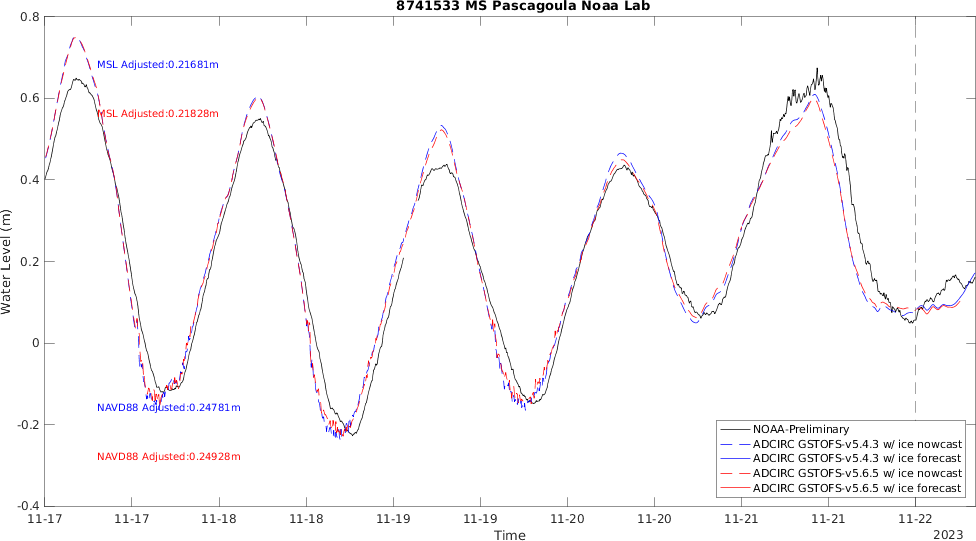 8741533 MS Pascagoula Noaa Lab
0.8
0.6
0.4
0.2
0
-0.2
-0.4
Water Level (m)
MSL Adjusted:0.21681m
MSL Adjusted:0.21828m
NAVD88 Adjusted:0.24781m
NAVD88 Adjusted:0.24928m
NOAA-Preliminary
ADCIRC GSTOFS-v5.4.3 w/ ice nowcast
ADCIRC GSTOFS-v5.4.3 w/ ice forecast
ADCIRC GSTOFS-v5.6.5 w/ ice nowcast
ADCIRC GSTOFS-v5.6.5 w/ ice forecast
11-17 11-17 11-18 11-18 11-19 11-19 11-20 11-20 11-21 11-21 11-22
Time
2023